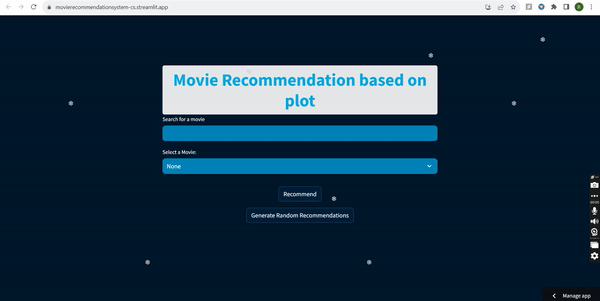 movierecommendationsystem-cs.streamlit.app
Movie Recommendation based on
plot
Search for a movie
Select a Movie:
None
Recommend
Generate Random Recommendations
Manage app